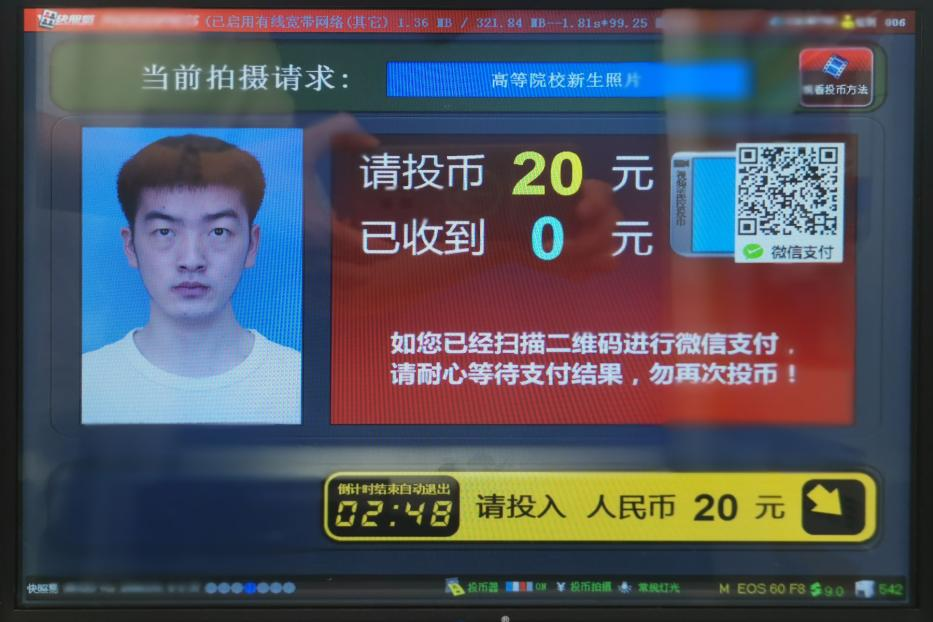 快照易 (已启用有线宽带网络(其它) 1.36 MB / 321.84 MB--1.81s*99.25 006
当前拍摄请求：
高等院校新生照片
观看投币方法
请投币 20 元
已收到 0 元
微信支付
如您已经扫描二维码进行微信支付，
请耐心等待支付结果，勿再次投币！
倒计时结束自动退出
02:48
请投入 人民币 20 元
快照易 投币器 ON ¥ 投币拍摄 常规灯光 M EOS 60 F8 9.0 542